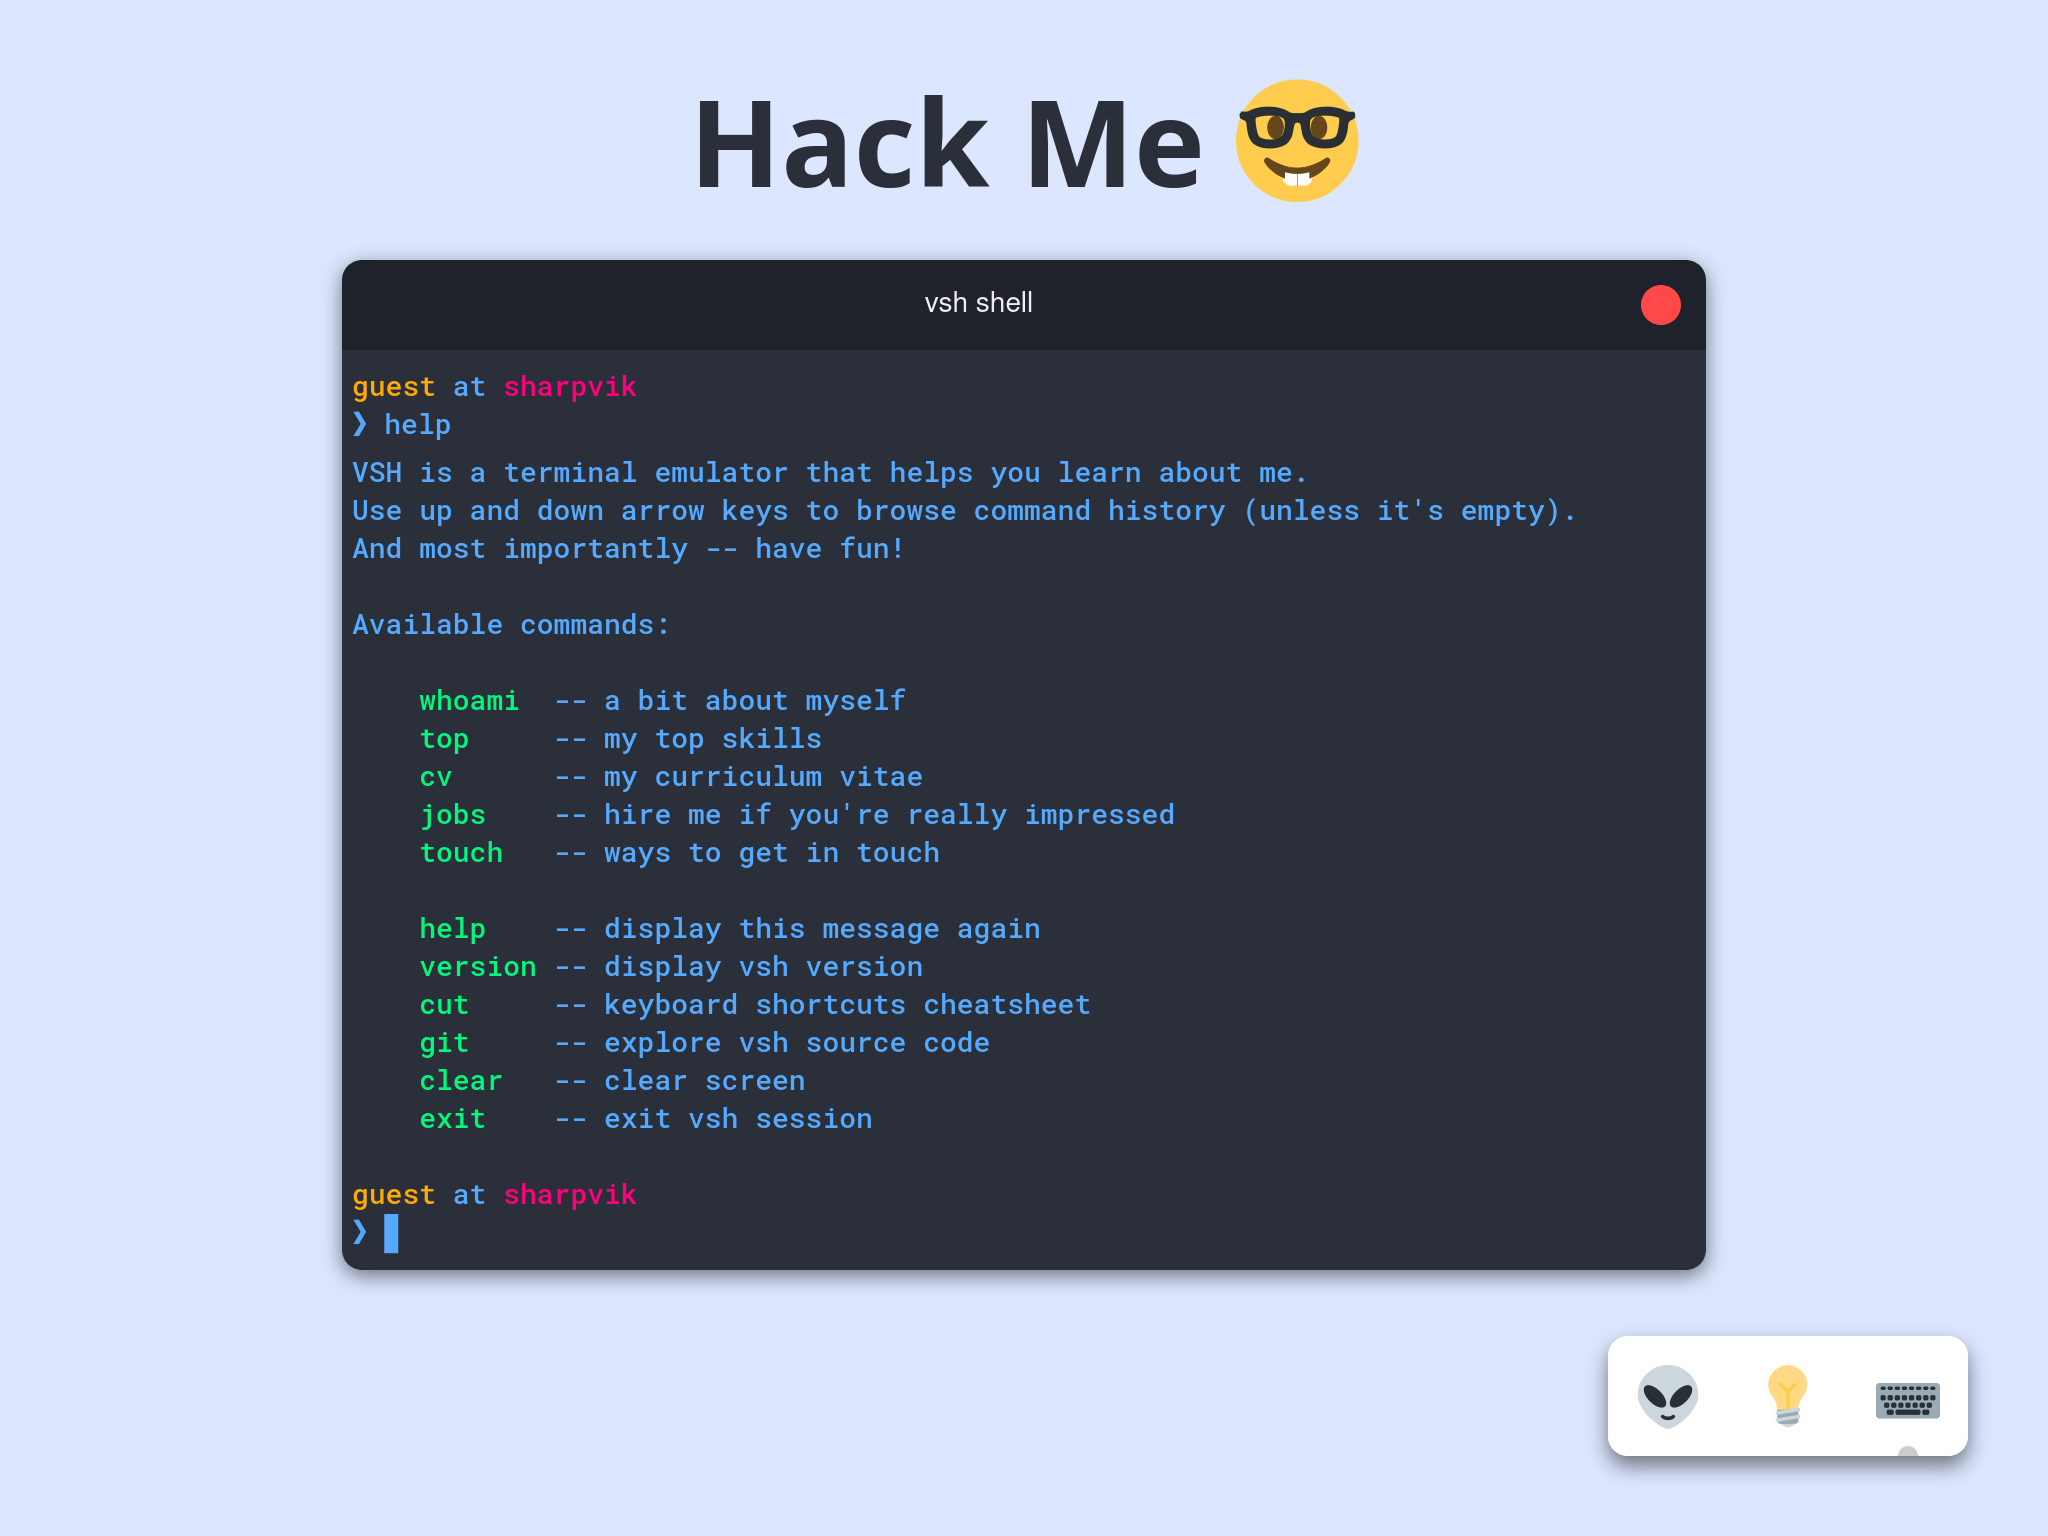 Hack Me 🤓
vsh shell
guest at sharpvik
❯ help
VSH is a terminal emulator that helps you learn about me.
Use up and down arrow keys to browse command history (unless it's empty).
And most importantly -- have fun!
Available commands:
whoami -- a bit about myself
top -- my top skills
cv -- my curriculum vitae
jobs -- hire me if you're really impressed
touch -- ways to get in touch
help -- display this message again
version -- display vsh version
cut -- keyboard shortcuts cheatsheet
git -- explore vsh source code
clear -- clear screen
exit -- exit vsh session
guest at sharpvik
❯